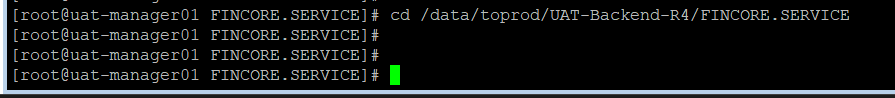 [root@uat-manager01 FINCORE.SERVICE]# cd /data/toprod/UAT-Backend-R4/FINCORE.SERVICE
[root@uat-manager01 FINCORE.SERVICE]#
[root@uat-manager01 FINCORE.SERVICE]#
[root@uat-manager01 FINCORE.SERVICE]#